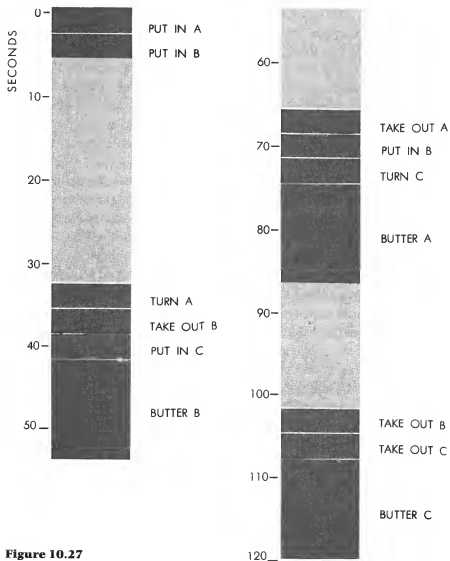 SECONDS
0
PUT IN A
PUT IN B
10
20
30
TURN A
TAKE OUT B
PUT IN C
40
BUTTER B
50
60
TAKE OUT A
70
PUT IN B
TURN C
80
BUTTER A
90
100
TAKE OUT B
TAKE OUT C
110
BUTTER C
120
Figure 10.27